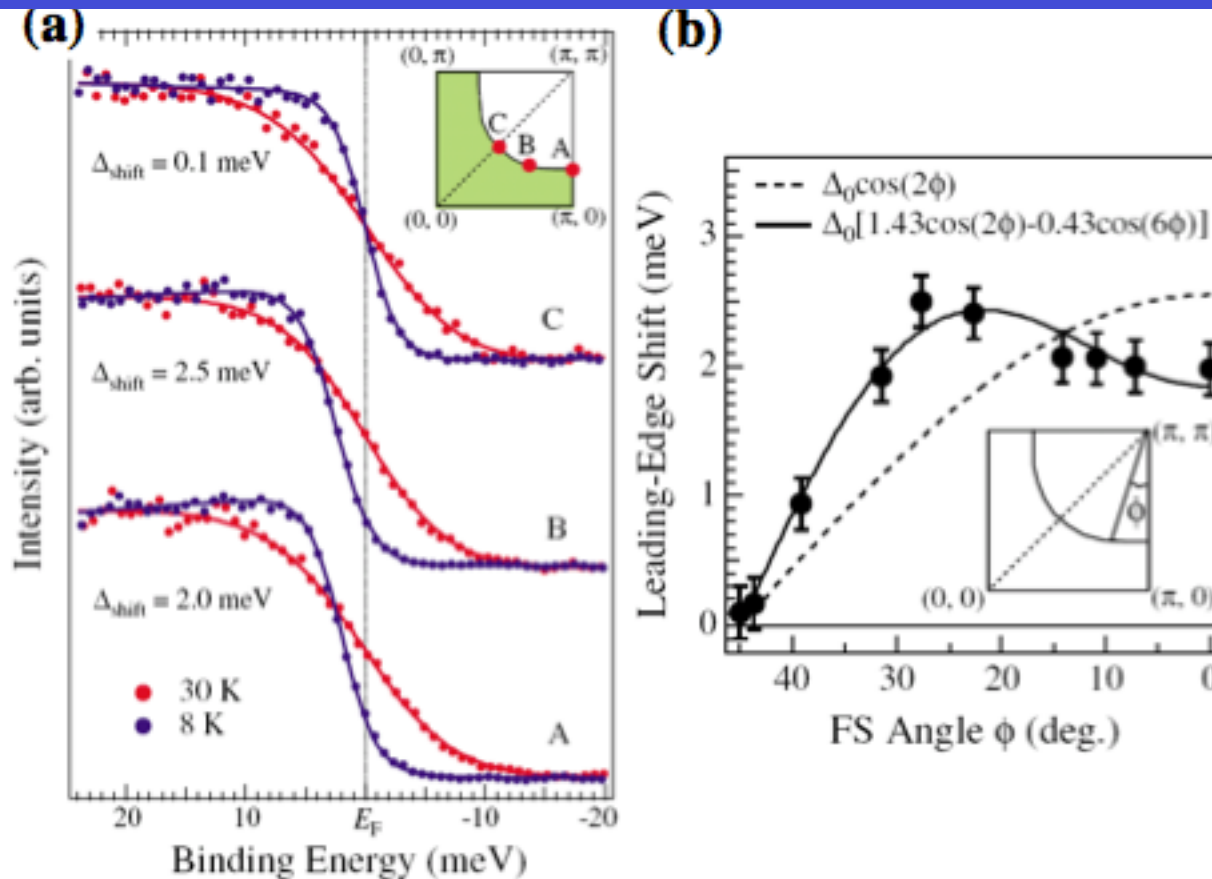 (a)
(0, π) (π, π)
C
B
A
Δshift = 0.1 meV
(0, 0) (π, 0)
C
Δshift = 2.5 meV
B
Δshift = 2.0 meV
30 K
8 K
A
Intensity (arb. units)
20 10 EF -10 -20
Binding Energy (meV)
(b)
Δ0cos(2ϕ)
Δ0[1.43cos(2ϕ)-0.43cos(6ϕ)]
3
2
1
0
Leading-Edge Shift (meV)
(π, π)
ϕ
(0, 0) (π, 0)
40 30 20 10 0
FS Angle ϕ (deg.)